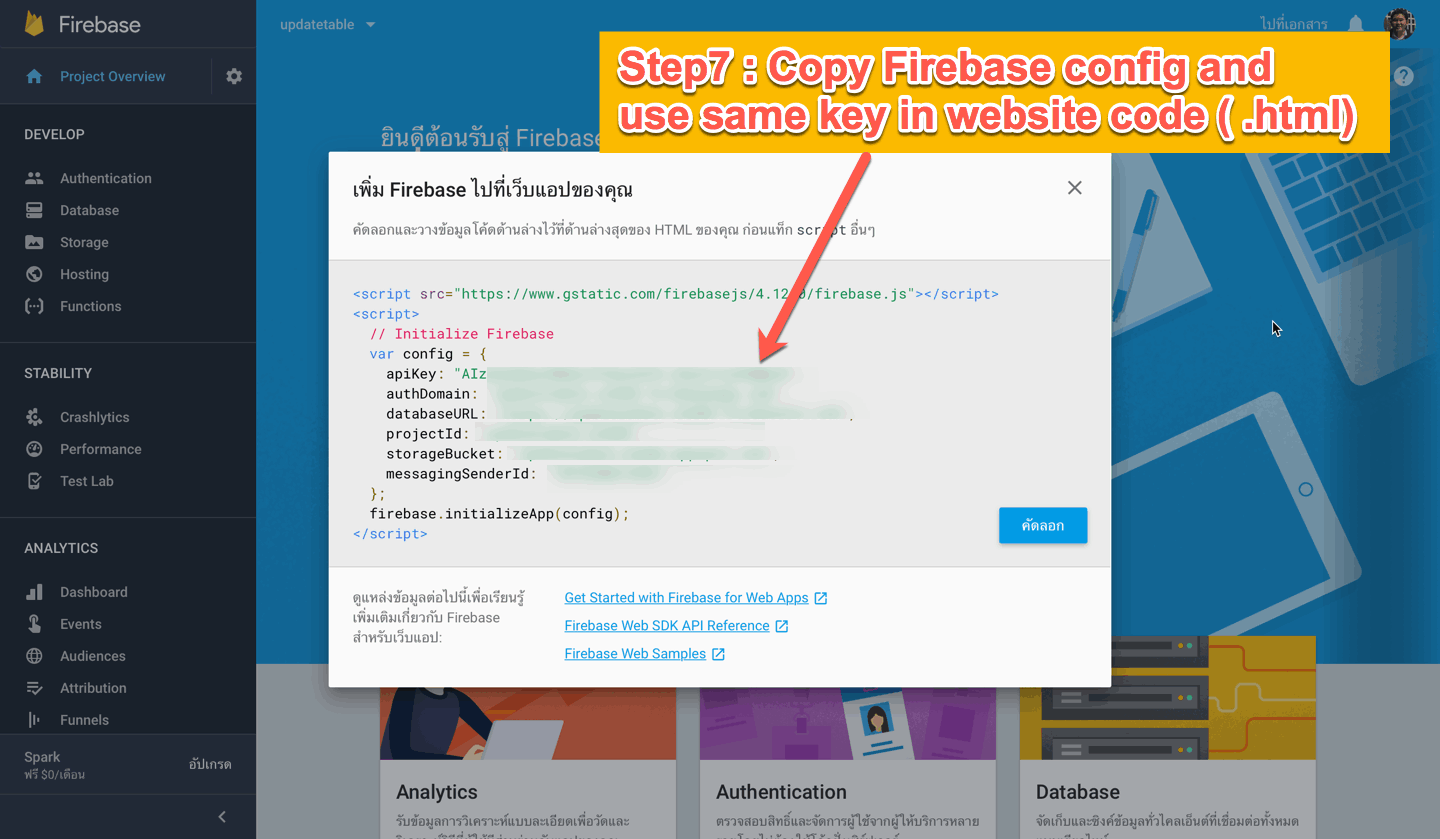 Firebase
updatetable
ไปที่เอกสาร
Step7 : Copy Firebase config and
use same key in website code ( .html)
Project Overview
ยินดีต้อนรับสู่ Firebase
DEVELOP
Authentication
Database
Storage
Hosting
Functions
STABILITY
Crashlytics
Performance
Test Lab
ANALYTICS
Dashboard
Events
Audiences
Attribution
Funnels
Spark
ฟรี $0/เดือน
อัปเกรด
เพิ่ม Firebase ไปที่เว็บแอปของคุณ
คัดลอกและวางข้อมูลโค้ดด้านล่างไว้ที่ด้านล่างสุดของ HTML ของคุณ ก่อนแท็ก script อื่นๆ
<script src="https://www.gstatic.com/firebasejs/4.12.0/firebase.js"></script>
<script>
// Initialize Firebase
var config = {
apiKey: "AIz
authDomain:
databaseURL:
projectId:
storageBucket:
messagingSenderId:
};
firebase.initializeApp(config);
</script>
คัดลอก
ดูแหล่งข้อมูลต่อไปนี้เพื่อเรียนรู้
เพิ่มเติมเกี่ยวกับ Firebase
สำหรับเว็บแอป:
Get Started with Firebase for Web Apps
Firebase Web SDK API Reference
Firebase Web Samples
Analytics
รับข้อมูลการวิเคราะห์แบบละเอียดเพื่อวัดและ
Authentication
ตรวจสอบสิทธิ์และจัดการผู้ใช้จากผู้ให้บริการหลาย
Database
จัดเก็บและซิงค์ข้อมูลทั่วไคลเอ็นต์ที่เชื่อมต่อทั้งหมด